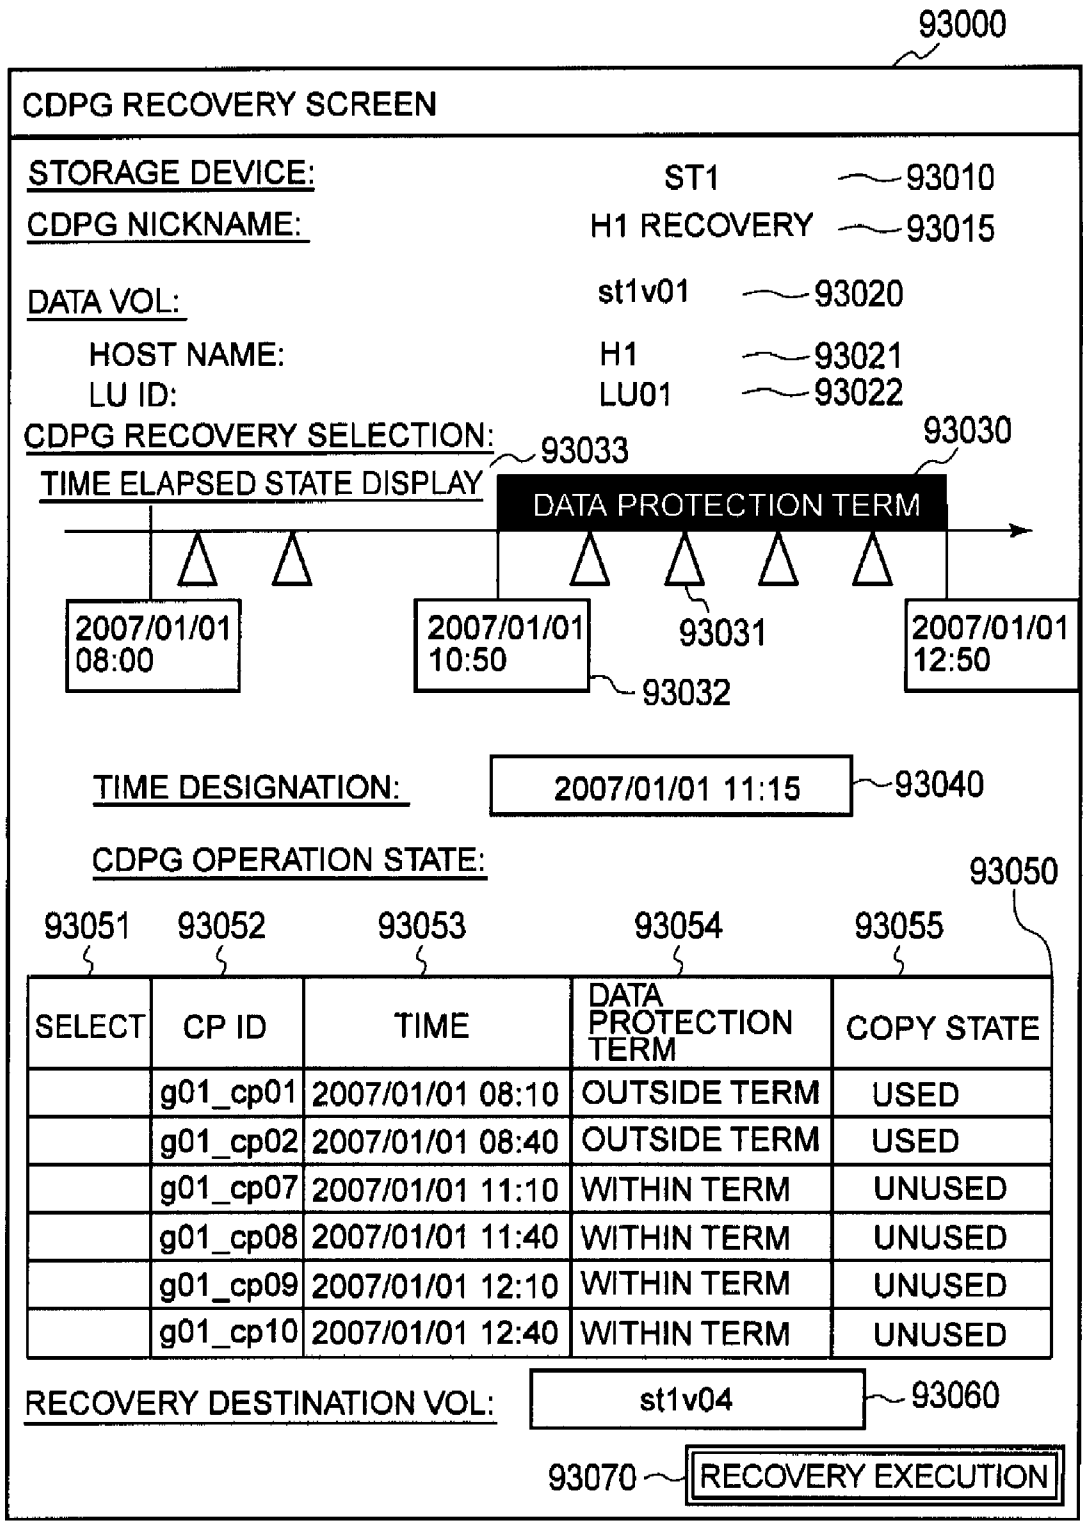 93000
CDPG RECOVERY SCREEN
STORAGE DEVICE: ST1 93010
CDPG NICKNAME: H1 RECOVERY 93015
DATA VOL: st1v01 93020
HOST NAME: H1 93021
LU ID: LU01 93022
CDPG RECOVERY SELECTION: 93033 93030
TIME ELAPSED STATE DISPLAY DATA PROTECTION TERM
2007/01/01 08:00
2007/01/01 10:50
93031
2007/01/01 12:50
93032
TIME DESIGNATION: 2007/01/01 11:15 93040
CDPG OPERATION STATE: 93050
93051 93052 93053 93054 93055
SELECT CP ID TIME DATA PROTECTION TERM COPY STATE
g01_cp01 2007/01/01 08:10 OUTSIDE TERM USED
g01_cp02 2007/01/01 08:40 OUTSIDE TERM USED
g01_cp07 2007/01/01 11:10 WITHIN TERM UNUSED
g01_cp08 2007/01/01 11:40 WITHIN TERM UNUSED
g01_cp09 2007/01/01 12:10 WITHIN TERM UNUSED
g01_cp10 2007/01/01 12:40 WITHIN TERM UNUSED
RECOVERY DESTINATION VOL: st1v04 93060
93070 RECOVERY EXECUTION